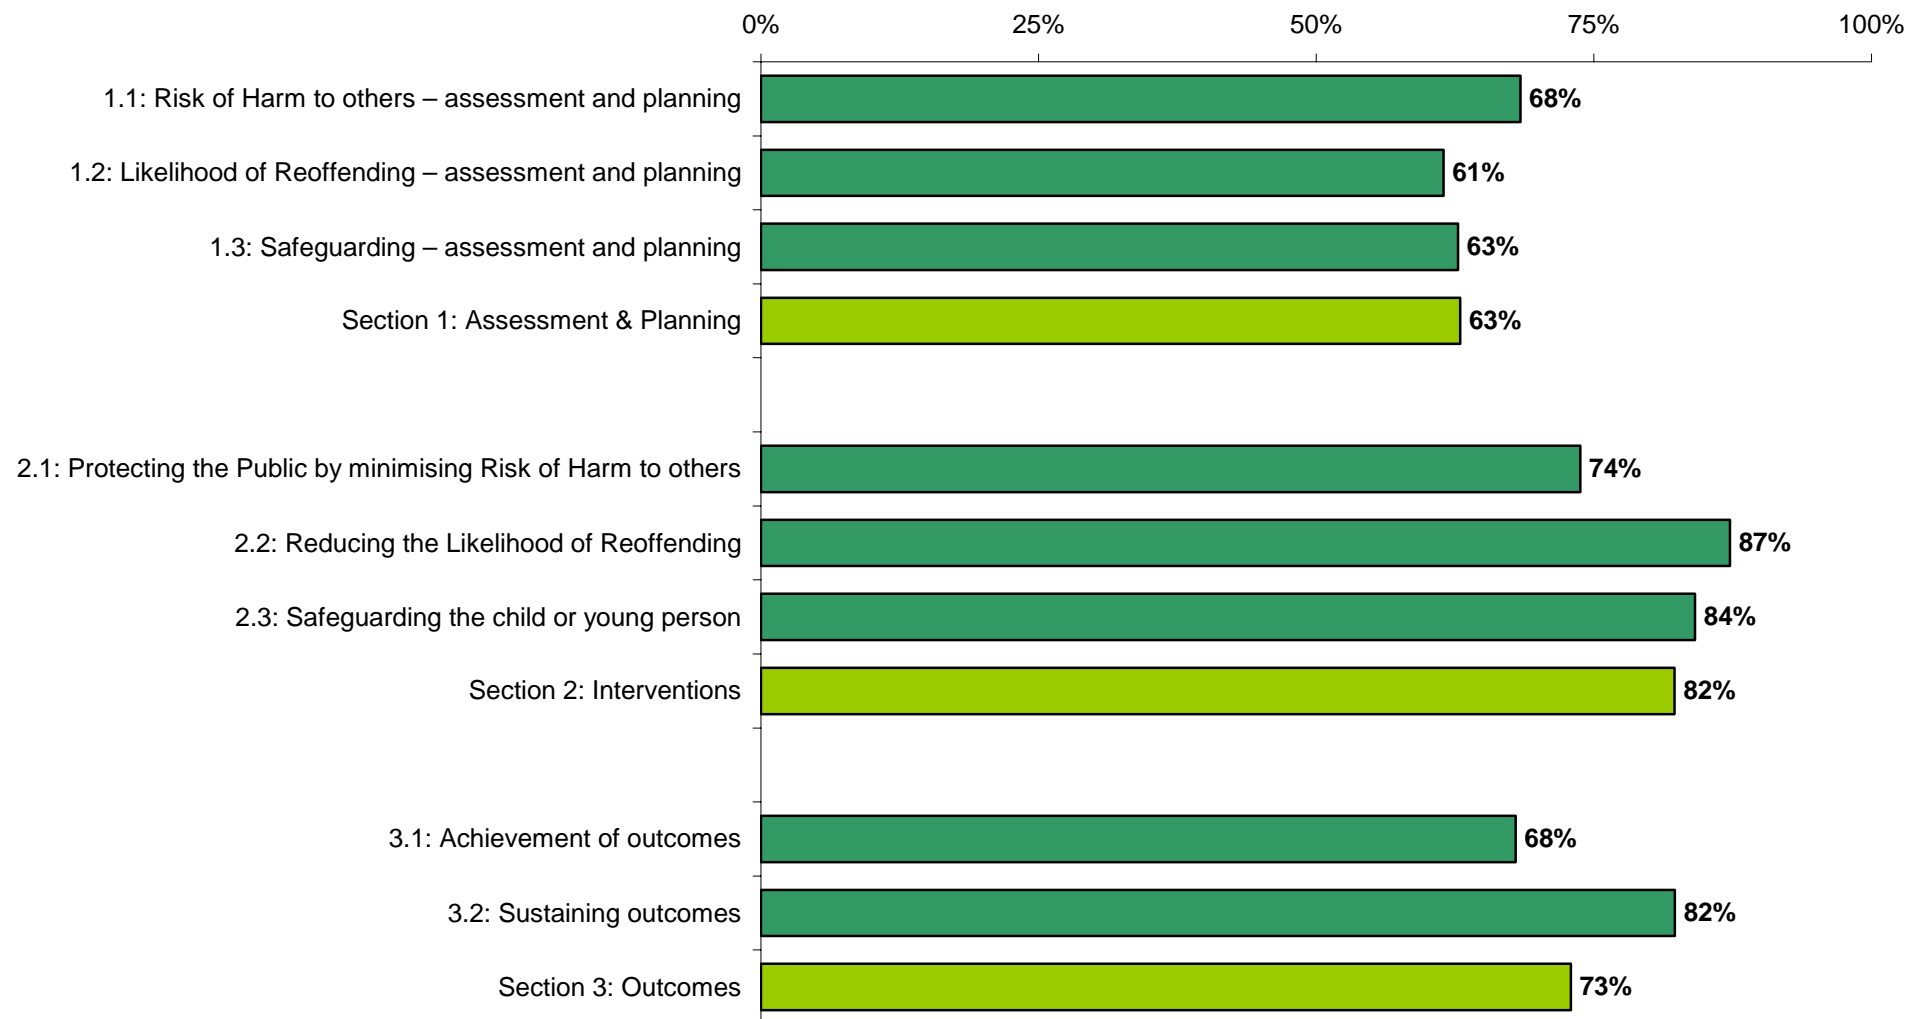 0% 25% 50% 75% 100%
1.1: Risk of Harm to others – assessment and planning 68%
1.2: Likelihood of Reoffending – assessment and planning 61%
1.3: Safeguarding – assessment and planning 63%
Section 1: Assessment & Planning 63%
2.1: Protecting the Public by minimising Risk of Harm to others 74%
2.2: Reducing the Likelihood of Reoffending 87%
2.3: Safeguarding the child or young person 84%
Section 2: Interventions 82%
3.1: Achievement of outcomes 68%
3.2: Sustaining outcomes 82%
Section 3: Outcomes 73%